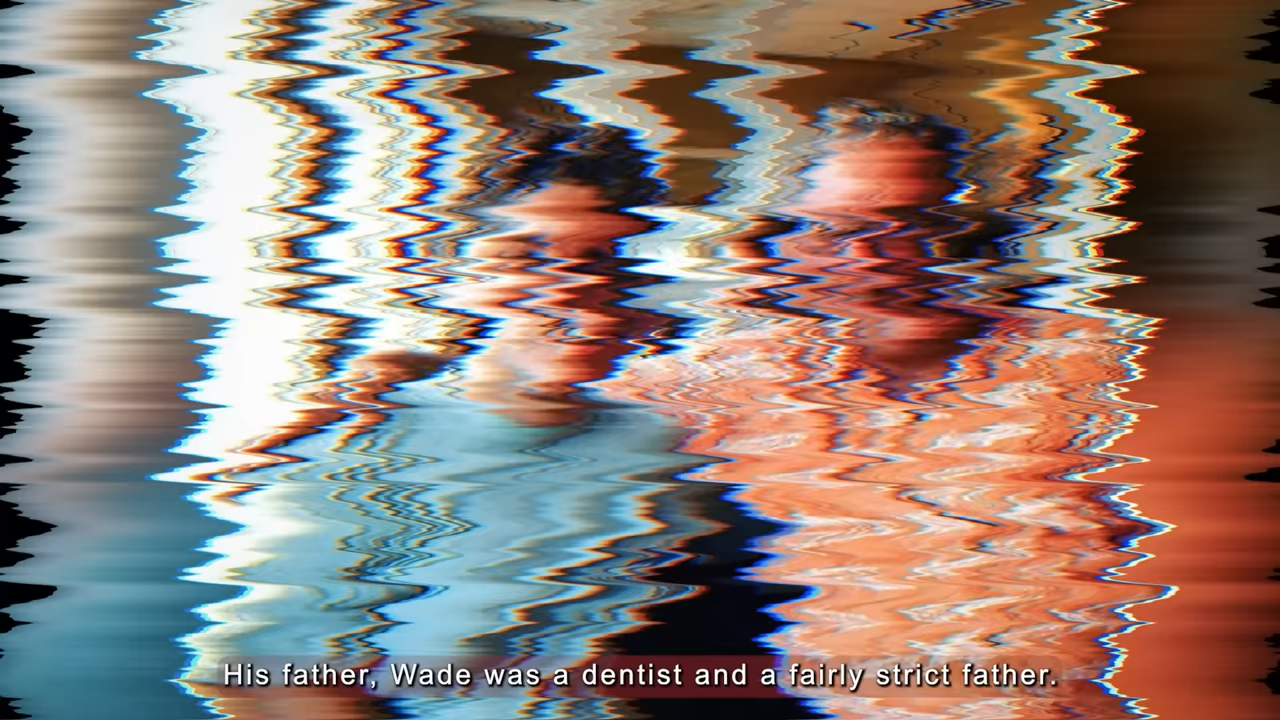 His father, Wade was a dentist and a fairly strict father.